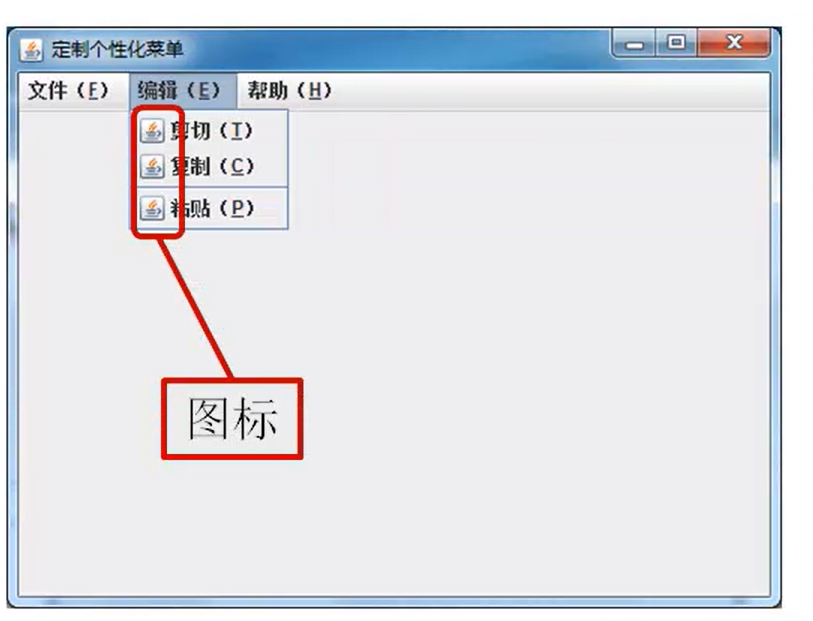 定制个性化菜单
文件（F） 编辑（E） 帮助（H）
剪切（T）
复制（C）
粘贴（P）
图标